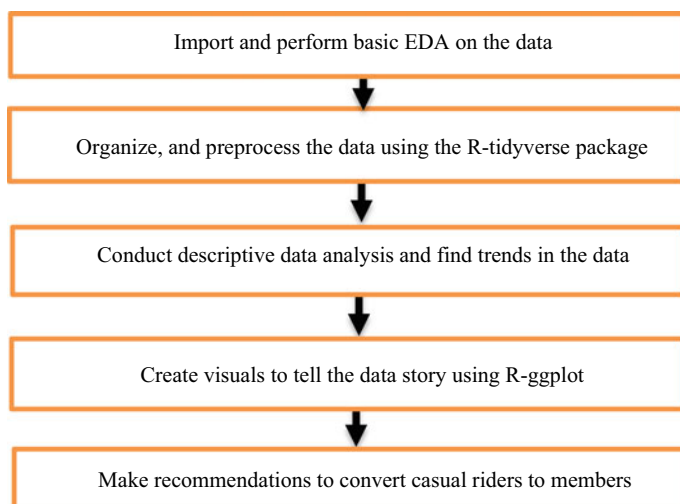 Import and perform basic EDA on the data
Organize, and preprocess the data using the R-tidyverse package
Conduct descriptive data analysis and find trends in the data
Create visuals to tell the data story using R-ggplot
Make recommendations to convert casual riders to members